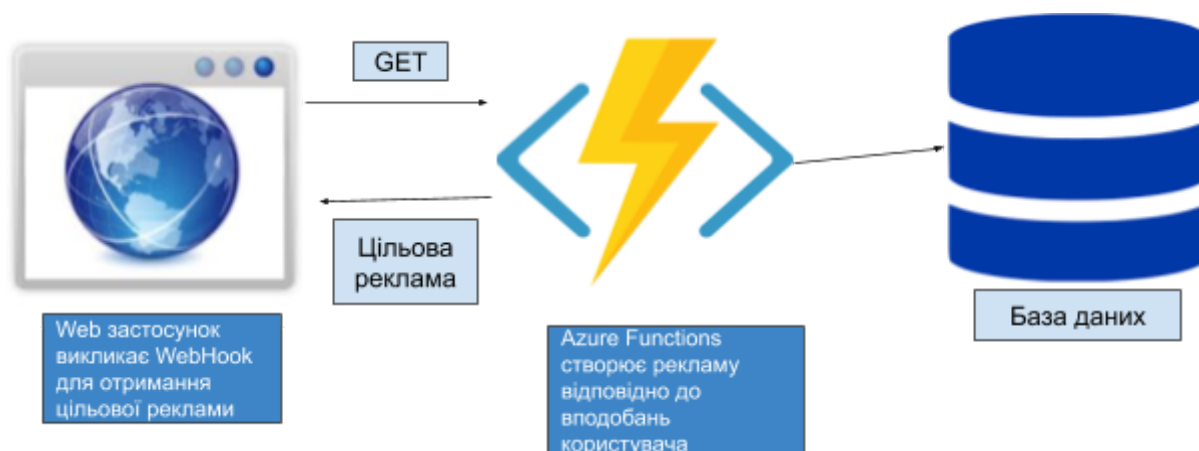 GET
Цільова
реклама
База даних
Web застосунок
викликає WebHook
для отримання
цільової реклами
Azure Functions
створює рекламу
відповідно до
вподобань
користувача